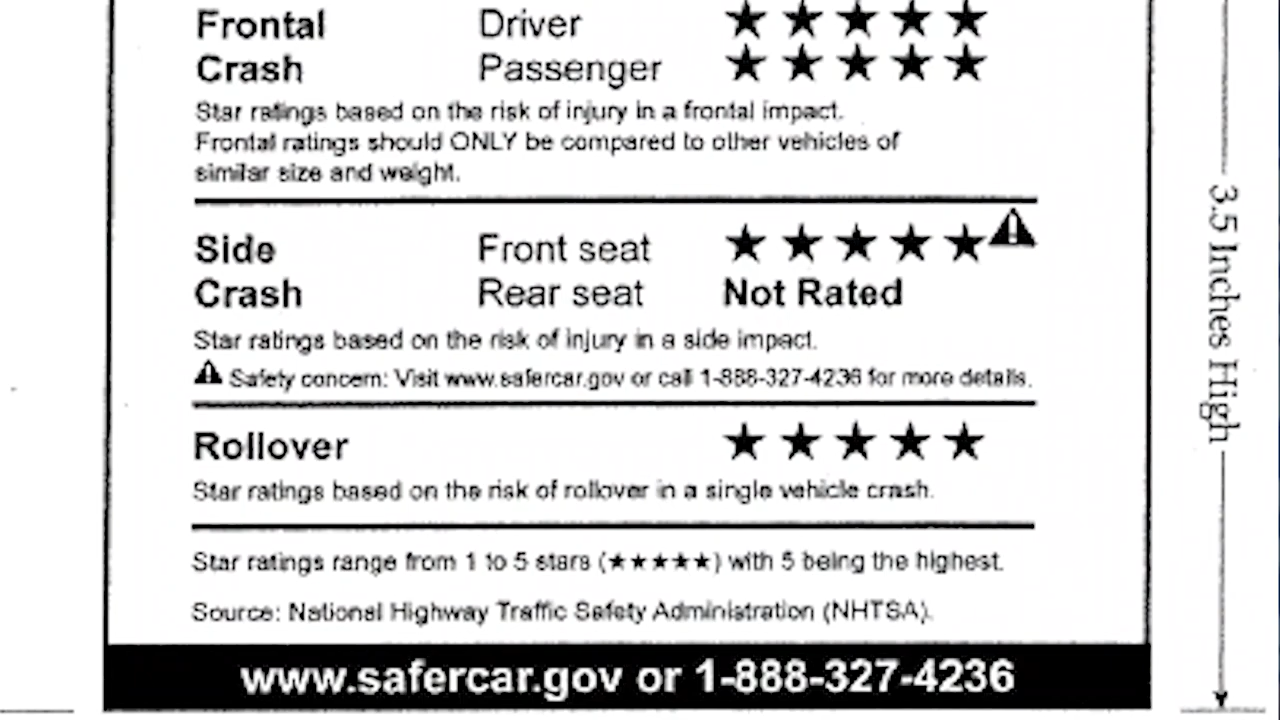 Frontal Driver ★★★★★
Crash Passenger ★★★★★
Star ratings based on the risk of injury in a frontal impact.
Frontal ratings should ONLY be compared to other vehicles of
similar size and weight.
Side Front seat ★★★★★⚠
Crash Rear seat Not Rated
Star ratings based on the risk of injury in a side impact.
⚠ Safety concern: Visit www.safercar.gov or call 1-888-327-4236 for more details.
Rollover ★★★★★
Star ratings based on the risk of rollover in a single vehicle crash.
Star ratings range from 1 to 5 stars (★★★★★) with 5 being the highest.
Source: National Highway Traffic Safety Administration (NHTSA).
www.safercar.gov or 1-888-327-4236
3.5 Inches High